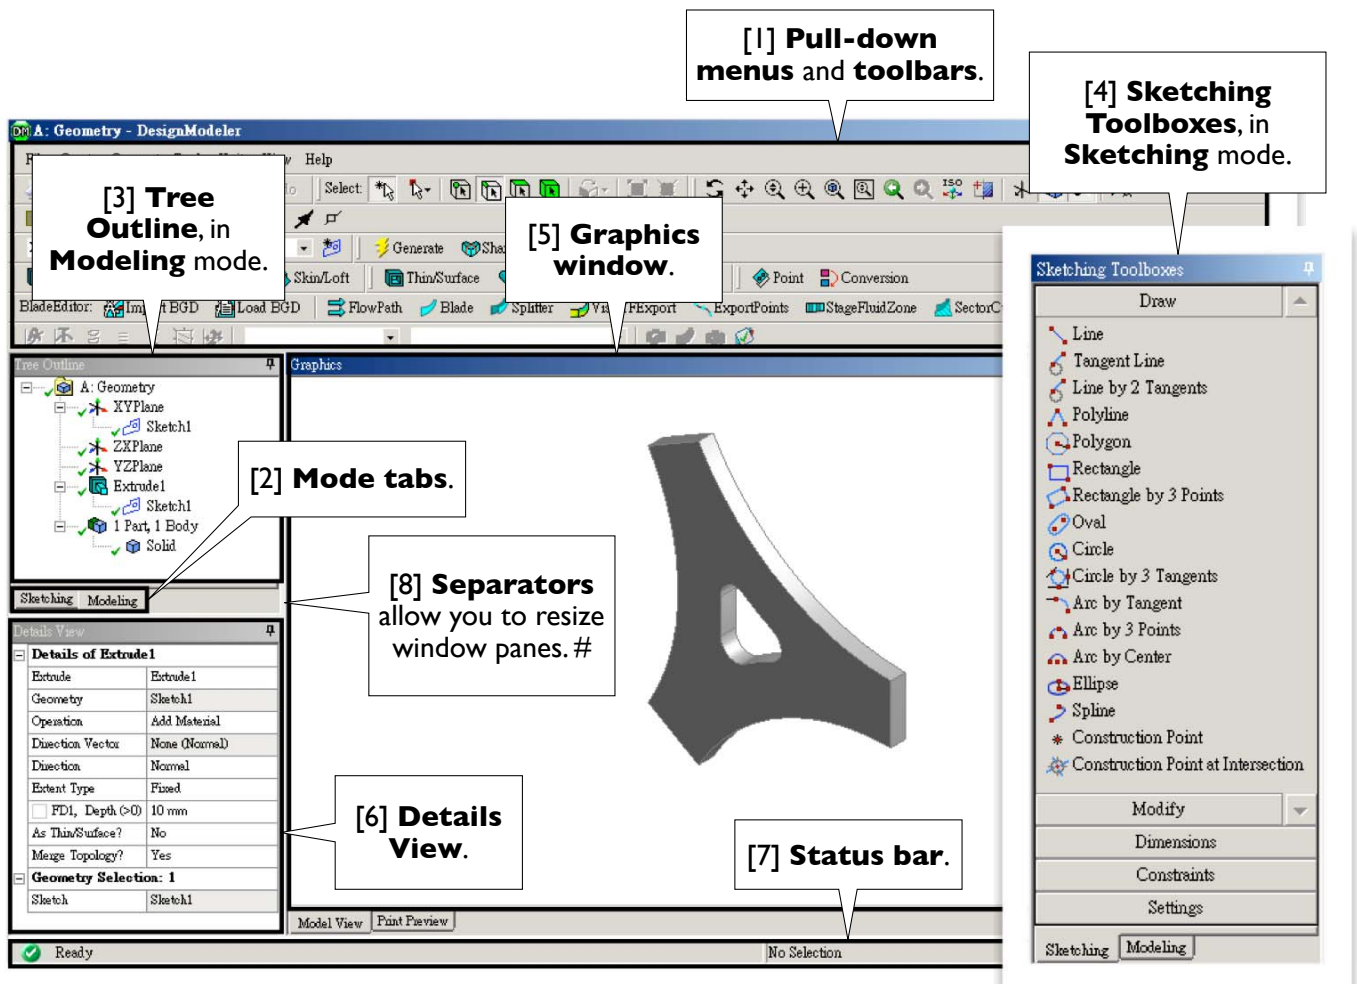 [1] Pull-down
menus and toolbars.
[4] Sketching
Toolboxes, in
Sketching mode.
A: Geometry - DesignModeler
Help
[3] Tree
Outline, in
Modeling mode.
Select:
ISO
[5] Graphics
window.
Generate
Skin/Loft
Thin/Surface
Point
Conversion
BladeEditor:
Load BGD
FlowPath
Blade
Splitter
ExportPoints
StageFluidZone
Tree Outline
A: Geometry
XYPlane
Sketch1
ZXPlane
YZPlane
Extrude1
Sketch1
1 Part, 1 Body
Solid
Sketching Modeling
Graphics
[2] Mode tabs.
[8] Separators
allow you to resize
window panes. #
Details View
Details of Extrude1
Extrude Extrude1
Geometry Sketch1
Operation Add Material
Direction Vector None (Normal)
Direction Normal
Extent Type Fixed
FD1, Depth (>0) 10 mm
As Thin/Surface? No
Merge Topology? Yes
Geometry Selection: 1
Sketch Sketch1
[6] Details
View.
[7] Status bar.
Model View Print Preview
Ready
No Selection
Sketching Toolboxes
Draw
Line
Tangent Line
Line by 2 Tangents
Polyline
Polygon
Rectangle
Rectangle by 3 Points
Oval
Circle
Circle by 3 Tangents
Arc by Tangent
Arc by 3 Points
Arc by Center
Ellipse
Spline
Construction Point
Construction Point at Intersection
Modify
Dimensions
Constraints
Settings
Sketching Modeling